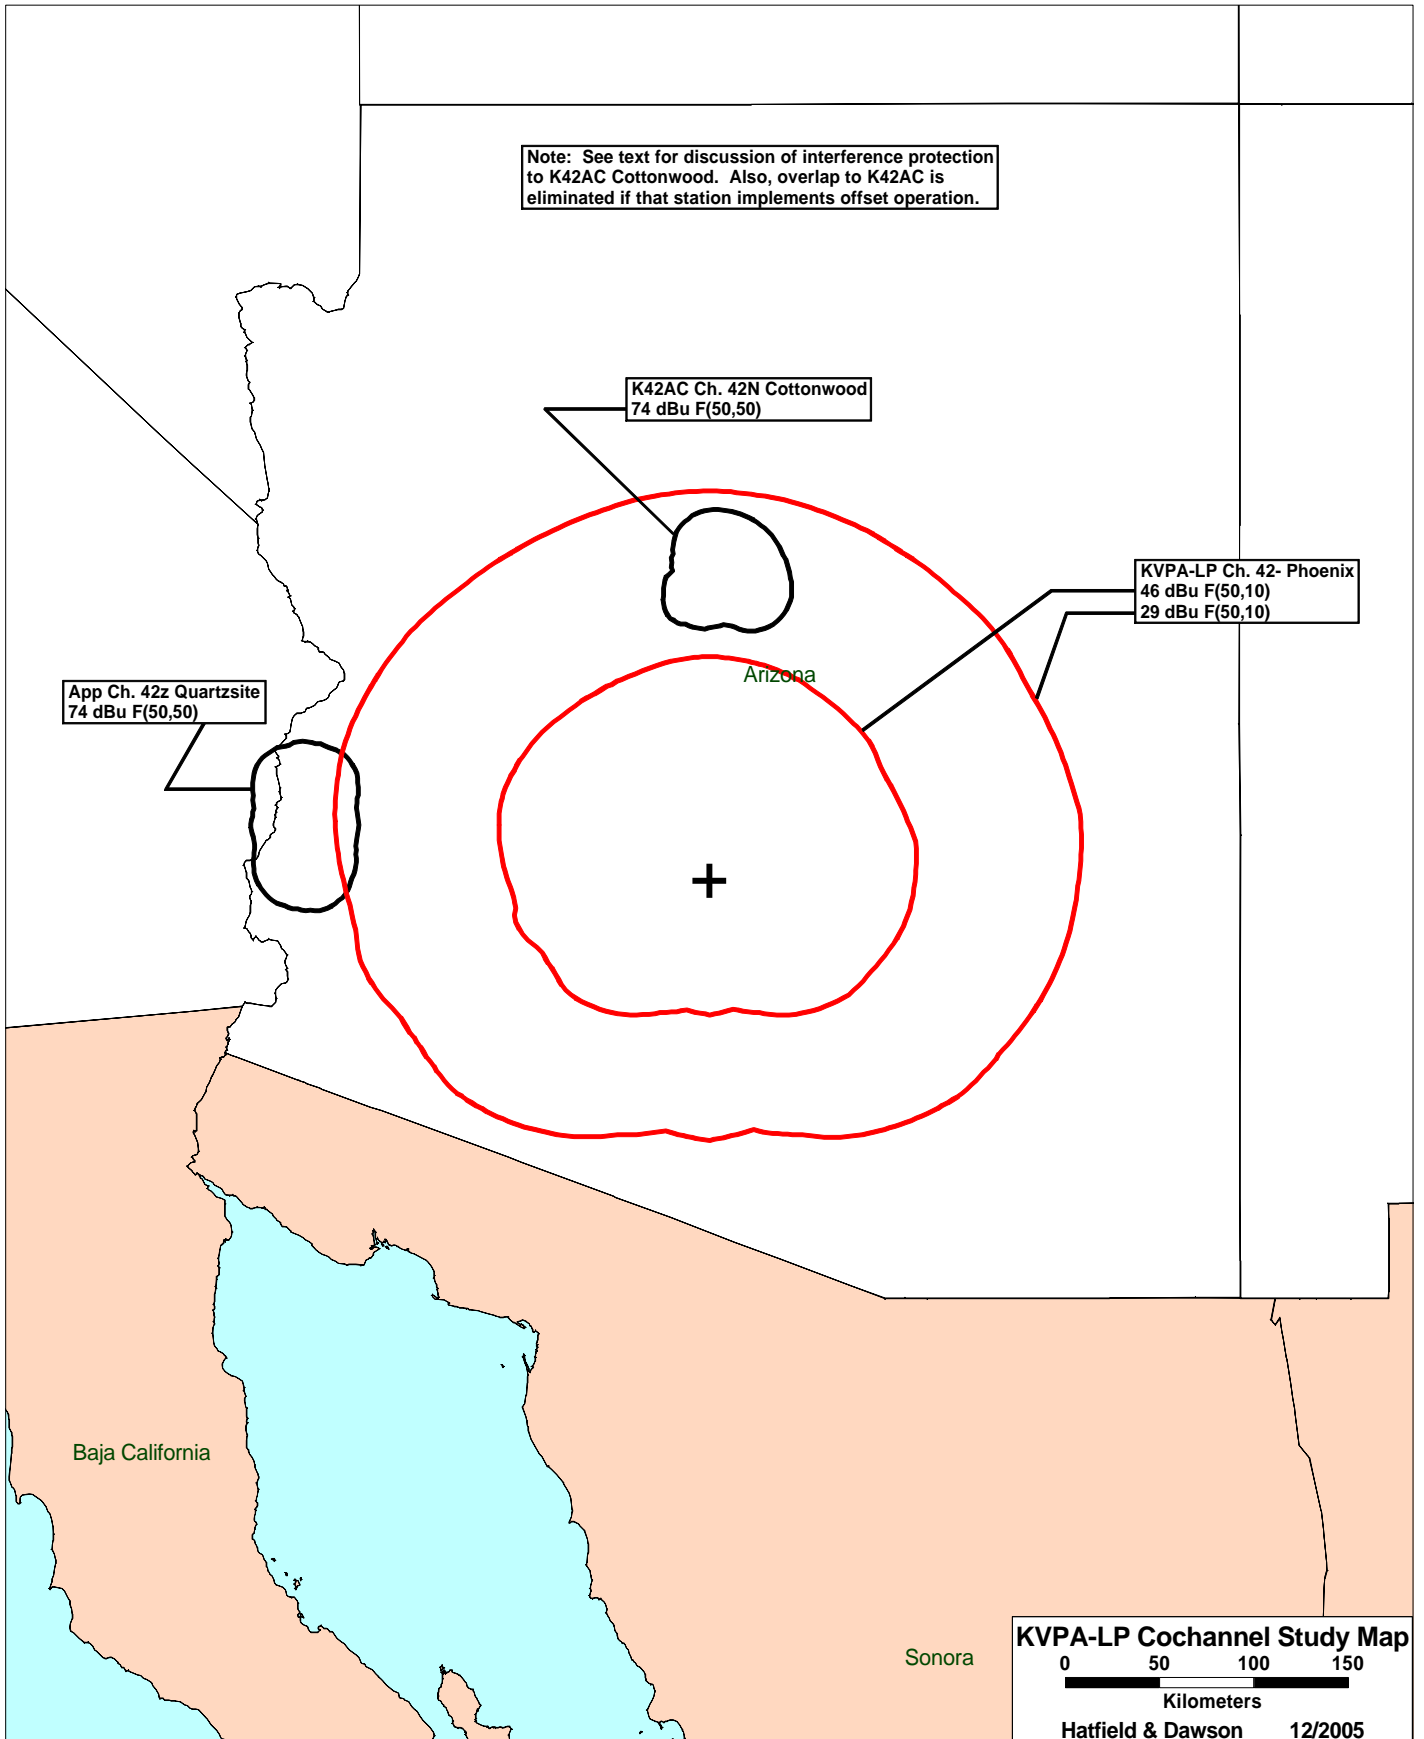 Note: See text for discussion of interference protection
to K42AC Cottonwood. Also, overlap to K42AC is
eliminated if that station implements offset operation.
K42AC Ch. 42N Cottonwood
74 dBu F(50,50)
KVPA-LP Ch. 42- Phoenix
46 dBu F(50,10)
29 dBu F(50,10)
Arizona
App Ch. 42z Quartzsite
74 dBu F(50,50)
Baja California
Sonora
KVPA-LP Cochannel Study Map
0 50 100 150
Kilometers
Hatfield & Dawson 12/2005